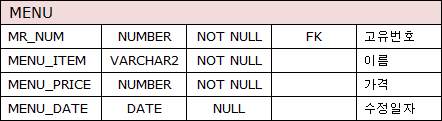 MENU
MR_NUM NUMBER NOT NULL FK 고유번호
MENU_ITEM VARCHAR2 NOT NULL 이름
MENU_PRICE NUMBER NOT NULL 가격
MENU_DATE DATE NULL 수정일자